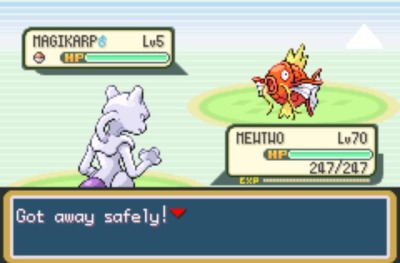 MAGIKARP♂ Lv5
HP
MEWTWO Lv70
HP
247/247
EXP
Got away safely!